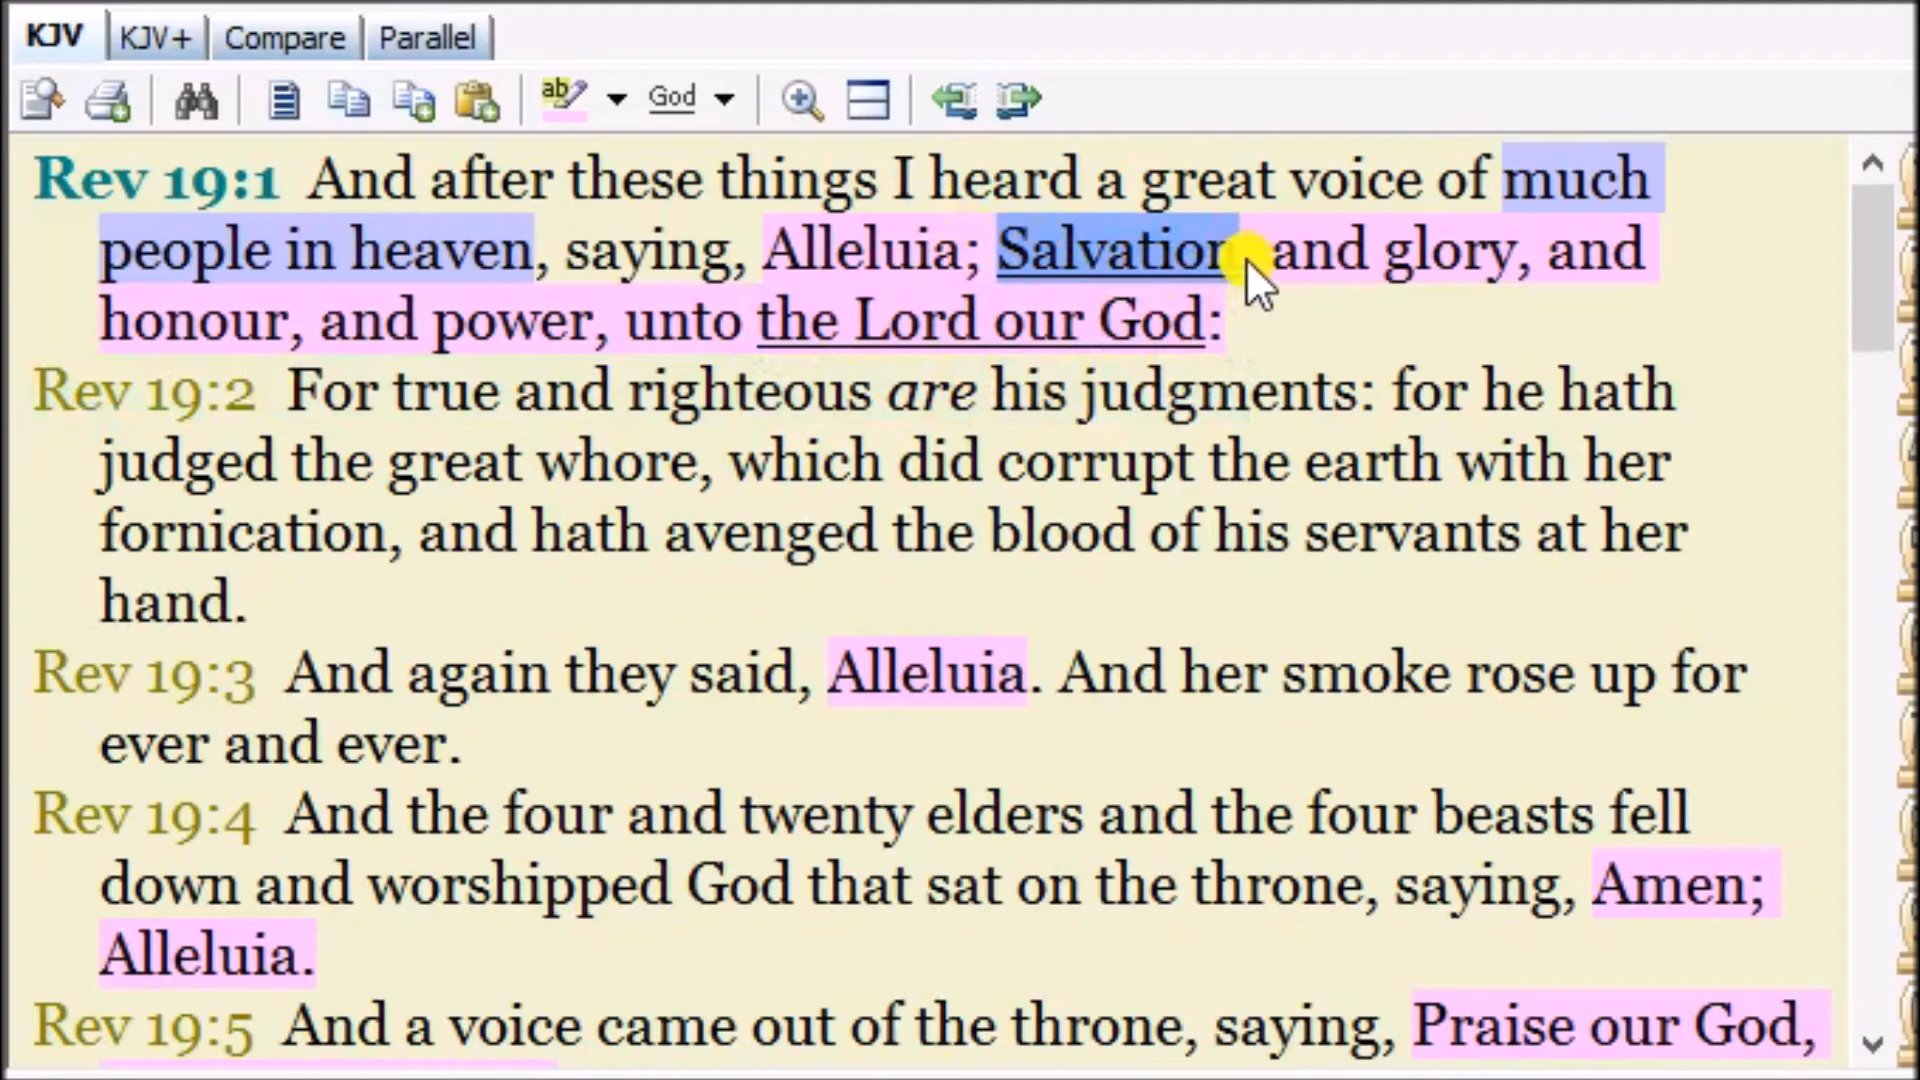 KJV KJV+ Compare Parallel
ab God
Rev 19:1 And after these things I heard a great voice of much
people in heaven, saying, Alleluia; Salvation, and glory, and
honour, and power, unto the Lord our God:
Rev 19:2 For true and righteous are his judgments: for he hath
judged the great whore, which did corrupt the earth with her
fornication, and hath avenged the blood of his servants at her
hand.
Rev 19:3 And again they said, Alleluia. And her smoke rose up for
ever and ever.
Rev 19:4 And the four and twenty elders and the four beasts fell
down and worshipped God that sat on the throne, saying, Amen;
Alleluia.
Rev 19:5 And a voice came out of the throne, saying, Praise our God,